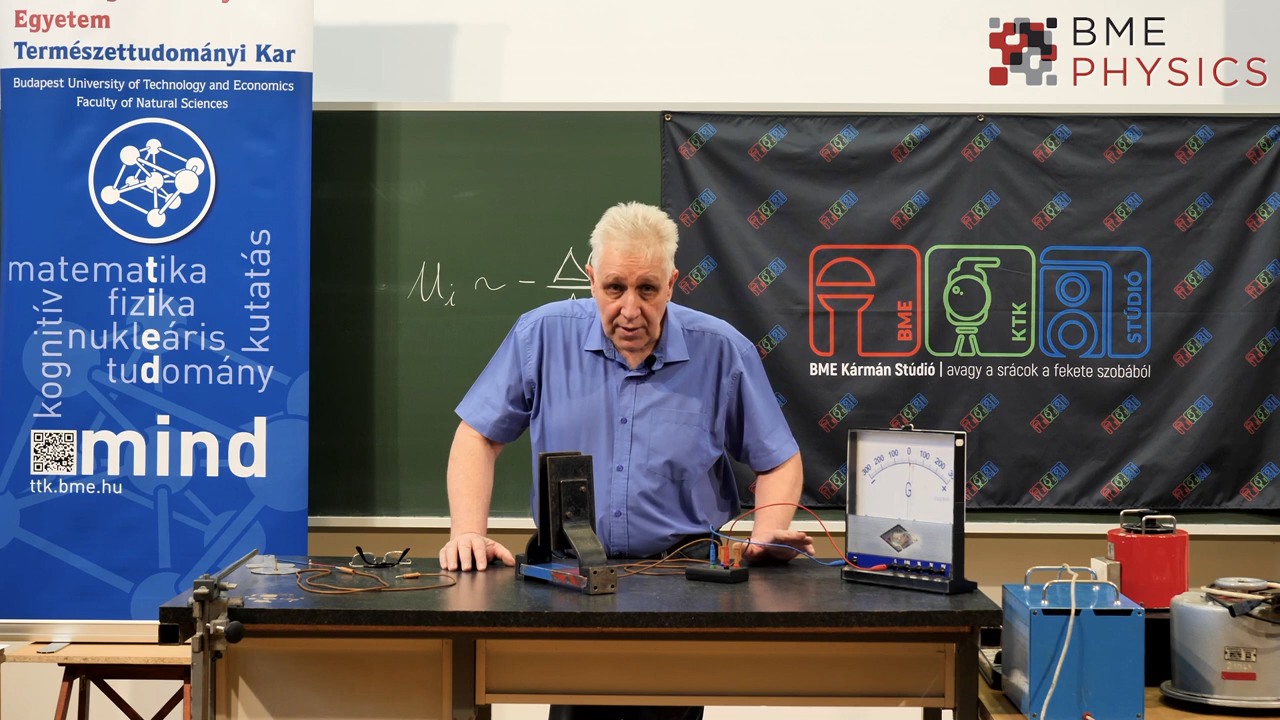 Egyetem
Természettudományi Kar
Budapest University of Technology and Economics
Faculty of Natural Sciences
matematika
fizika
nukleáris
tudomány
kognitív
kutatás
mind
ttk.bme.hu
BME
PHYSICS
Ui ~ - Δ
BME
KTK
STÚDIÓ
BME Kármán Stúdió | avagy a srácok a fekete szobából
300 200 100 0 100 200
G